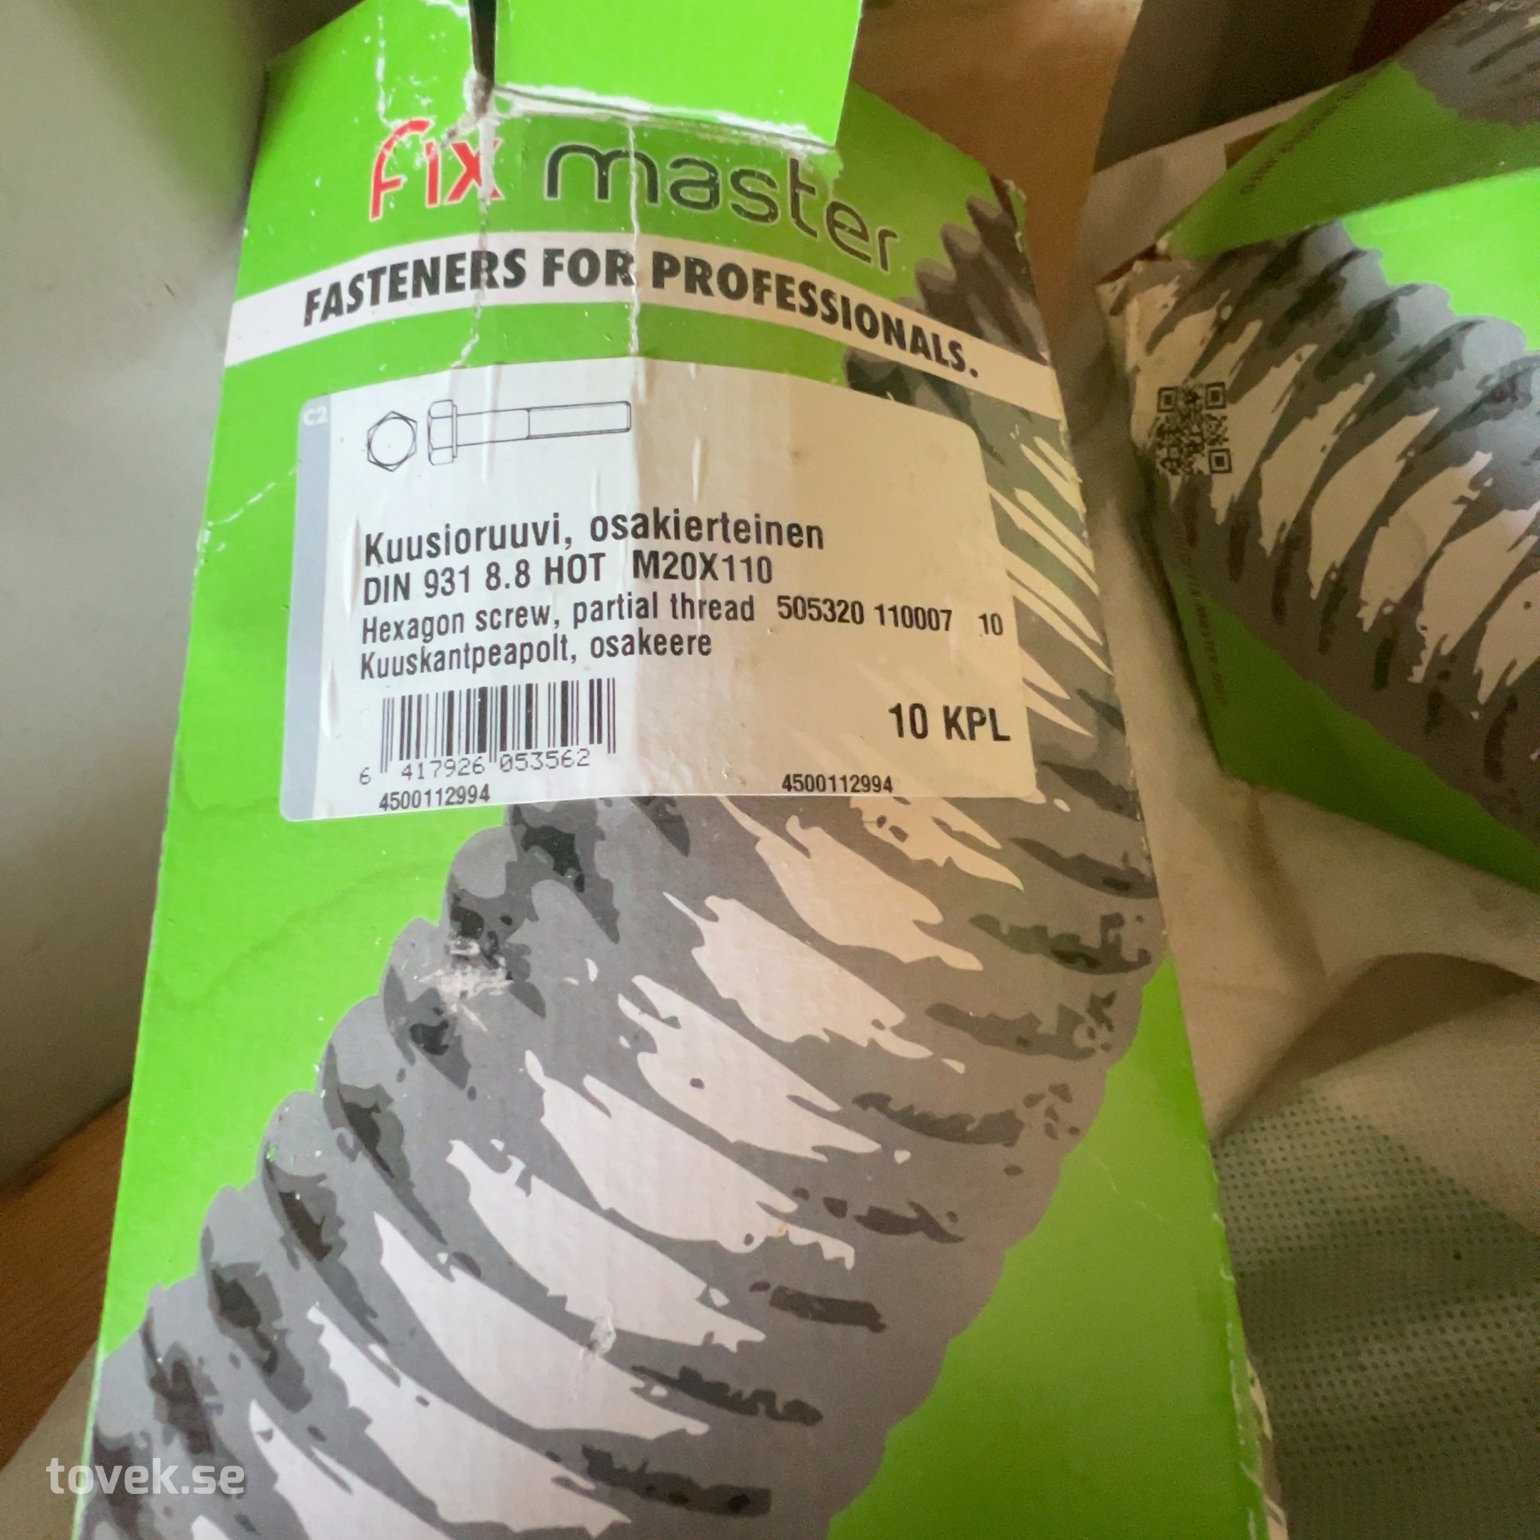 fix master
FASTENERS FOR PROFESSIONALS.
C2
Kuusioruuvi, osakierteinen
DIN 931 8.8 HOT M20X110
Hexagon screw, partial thread 505320 110007 10
Kuuskantpeapolt, osakeere
10 KPL
6 417926 053562
4500112994 4500112994
tovek.se